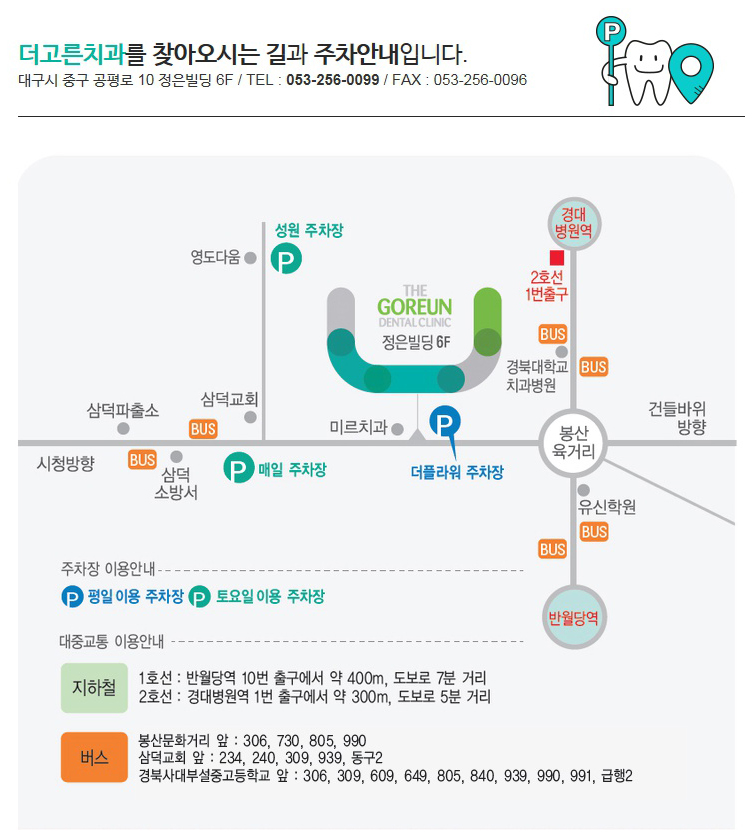 더고른치과를 찾아오시는 길과 주차안내입니다.
대구시 중구 공평로 10 정은빌딩 6F / TEL : 053-256-0099 / FAX : 053-256-0096
P
경대
병원역
성원 주차장
영도다움
P
2호선
1번출구
THE
GOREUN
DENTAL CLINIC
정은빌딩 6F
BUS
경북대학교
치과병원
BUS
삼덕교회
삼덕파출소
BUS
미르치과
P
건들바위
방향
봉산
육거리
시청방향
BUS
삼덕
소방서
P 매일 주차장
더플라워 주차장
유신학원
BUS
BUS
주차장 이용안내
P 평일 이용 주차장 P 토요일 이용 주차장
반월당역
대중교통 이용안내
지하철
1호선 : 반월당역 10번 출구에서 약 400m, 도보로 7분 거리
2호선 : 경대병원역 1번 출구에서 약 300m, 도보로 5분 거리
버스
봉산문화거리 앞 : 306, 730, 805, 990
삼덕교회 앞 : 234, 240, 309, 939, 동구2
경북사대부설중고등학교 앞 : 306, 309, 609, 649, 805, 840, 939, 990, 991, 급행2